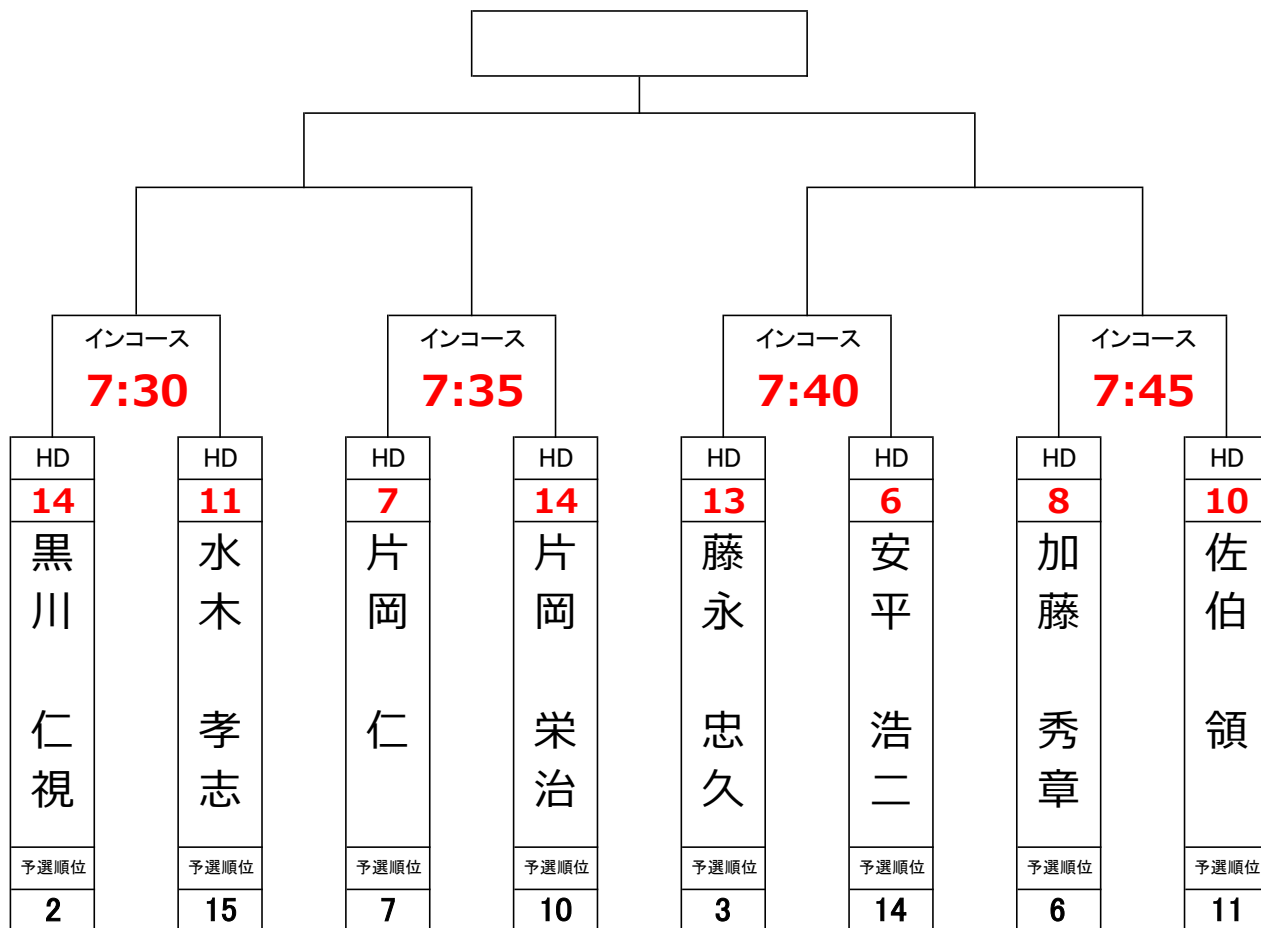 インコース インコース インコース インコース
7:30 7:35 7:40 7:45
HD HD HD HD HD HD HD HD
14 11 7 14 13 6 8 10
黒川 仁視
水木 孝志
片岡 仁
片岡 栄治
藤永 忠久
安平 浩二
加藤 秀章
佐伯 領
予選順位 予選順位 予選順位 予選順位 予選順位 予選順位 予選順位 予選順位
2 15 7 10 3 14 6 11